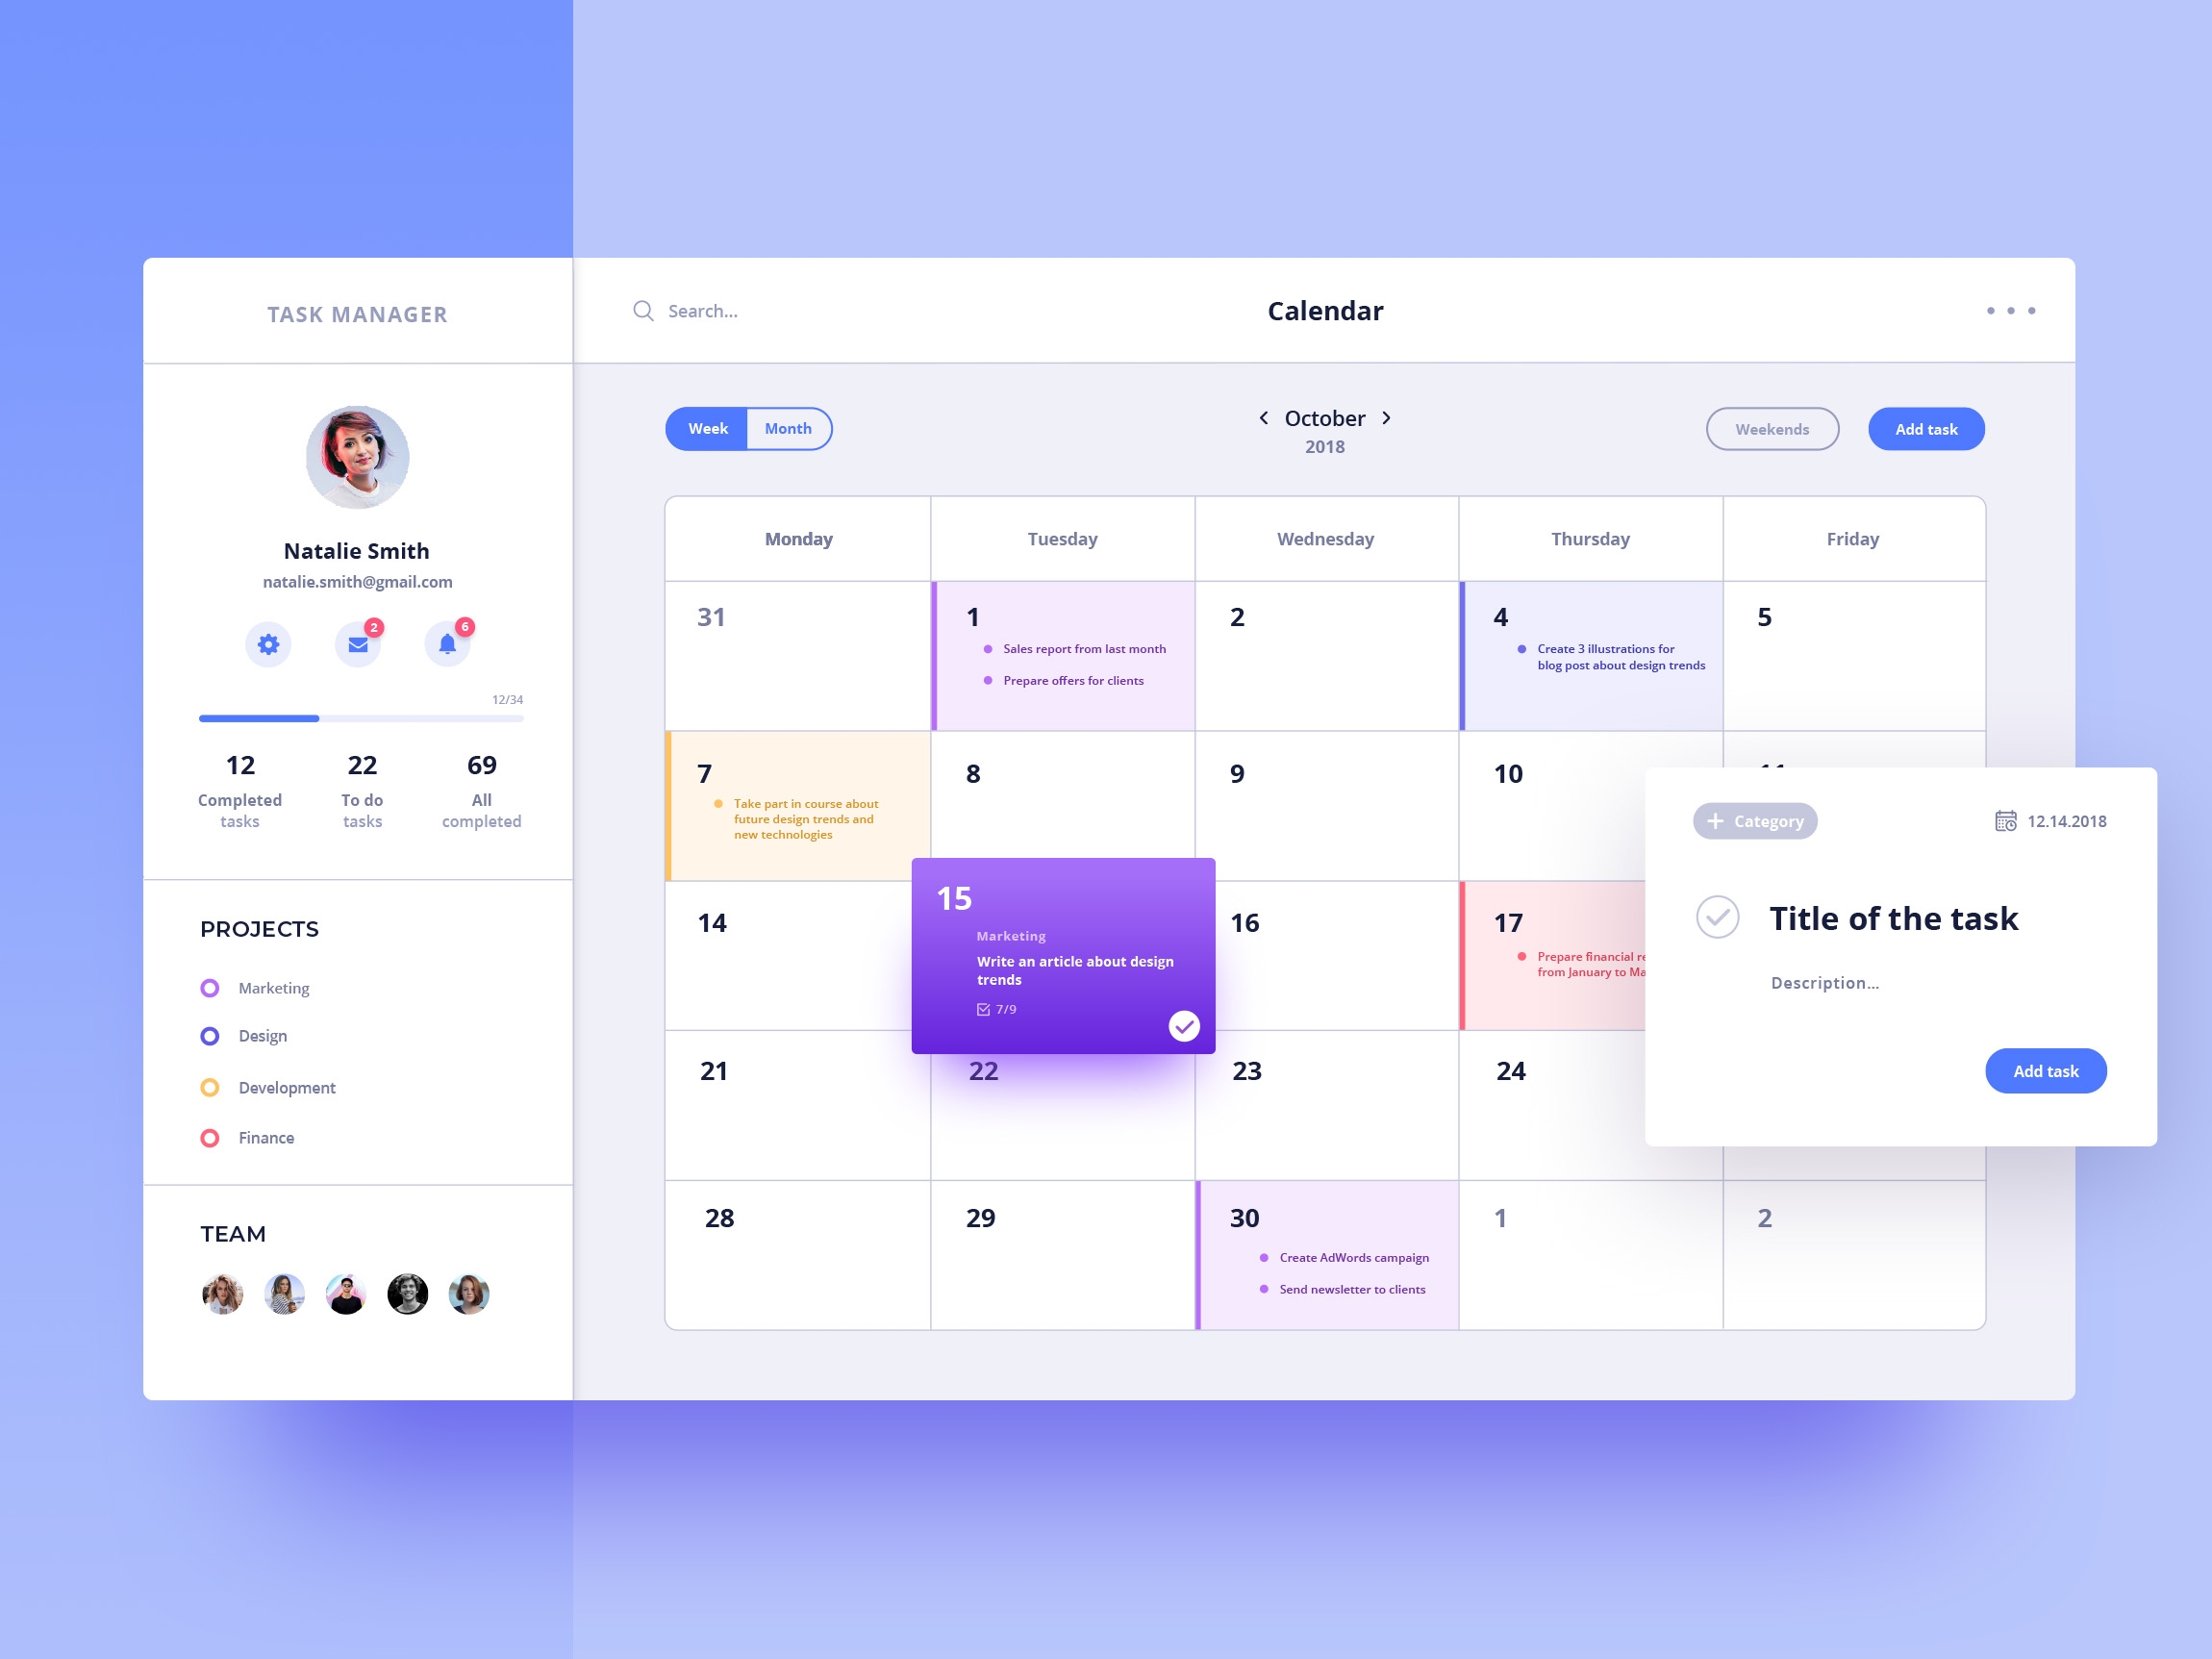 TASK MANAGER
Search...
Calendar
Natalie Smith
natalie.smith@gmail.com
2
6
12/34
12
22
69
Completed
tasks
To do
tasks
All
completed
PROJECTS
Marketing
Design
Development
Finance
TEAM
Week
Month
October
2018
Weekends
Add task
Monday
Tuesday
Wednesday
Thursday
Friday
31
1
Sales report from last month
Prepare offers for clients
2
4
Create 3 illustrations for
blog post about design trends
5
7
Take part in course about
future design trends and
new technologies
8
9
10
14
15
Marketing
Write an article about design
trends
7/9
16
17
Prepare financial
from January to
21
22
23
24
28
29
30
Create AdWords campaign
Send newsletter to clients
1
2
Category
12.14.2018
Title of the task
Description...
Add task